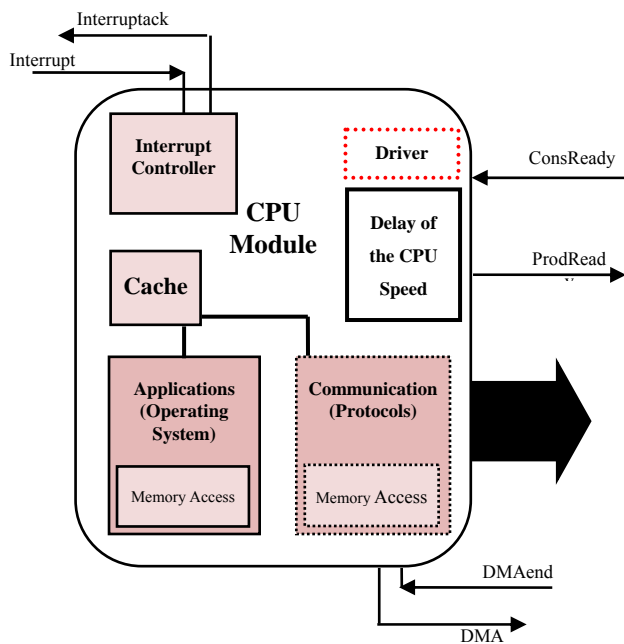 Interruptack
Interrupt
Interrupt
Controller
Driver
ConsReady
CPU
Module
Delay of
the CPU
Speed
ProdRead
y
Cache
Applications
(Operating
System)
Communication
(Protocols)
Memory Access
Memory Access
DMAend
DMA